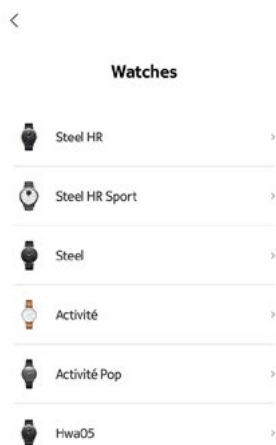 Watches
Steel HR
Steel HR Sport
Steel
Activité
Activité Pop
Hwa05